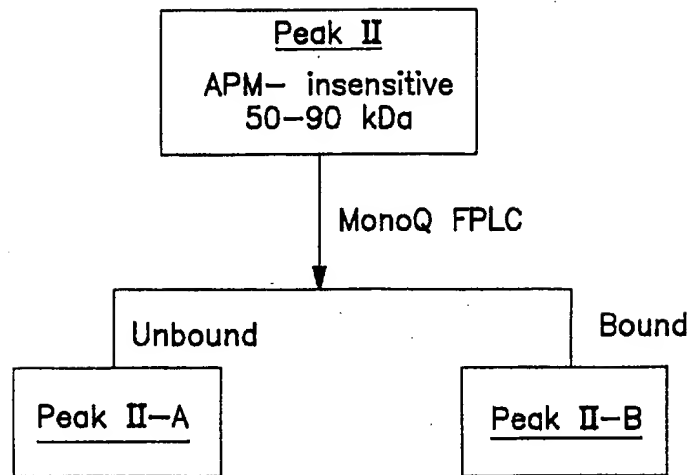 Peak II
APM- insensitive
50-90 kDa
MonoQ FPLC
Unbound
Bound
Peak II-A
Peak II-B